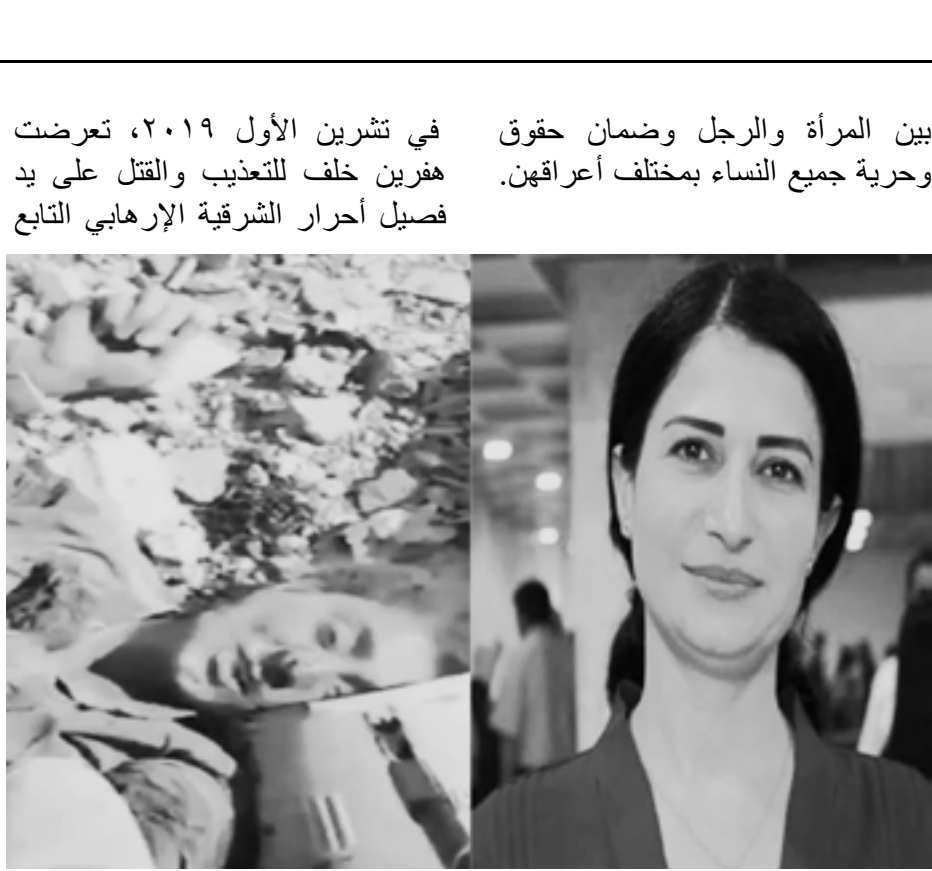 بين المرأة والرجل وضمان حقوق
وحرية جميع النساء بمختلف أعراقهن.
في تشرين الأول ٢٠١٩، تعرضت
هفرين خلف للتعذيب والقتل على يد
فصيل أحرار الشرقية الإرهابي التابع